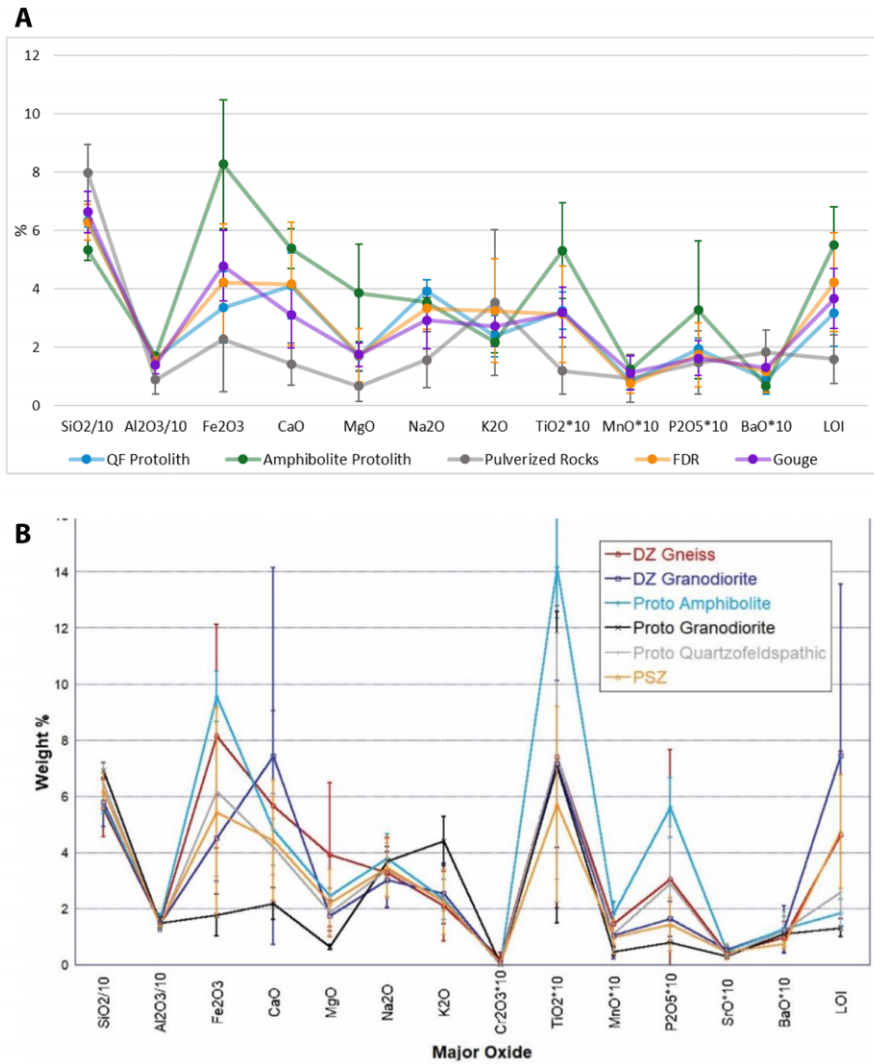 A
12
10
8
6
4
2
0
%
SiO2/10 Al2O3/10 Fe2O3 CaO MgO Na2O K2O TiO2*10 MnO*10 P2O5*10 BaO*10 LOI
QF Protolith Amphibolite Protolith Pulverized Rocks FDR Gouge
B
16
14
12
10
8
6
4
2
0
Weight %
DZ Gneiss
DZ Granodiorite
Proto Amphibolite
Proto Granodiorite
Proto Quartzofeldspathic
PSZ
SiO2/10
Al2O3/10
Fe2O3
CaO
MgO
Na2O
K2O
Cr2O3*10
TiO2*10
MnO*10
P2O5*10
SrO*10
BaO*10
LOI
Major Oxide